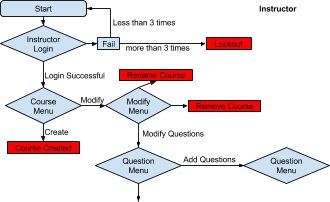 Start
Instructor
Less than 3 times
Instructor
Login
Fail
more than 3 times
Lockout
Login Successful
Rename Course
Course
Menu
Modify
Modify
Menu
Remove Course
Create
Modify Questions
Course Created
Question
Menu
Add Questions
Question
Menu